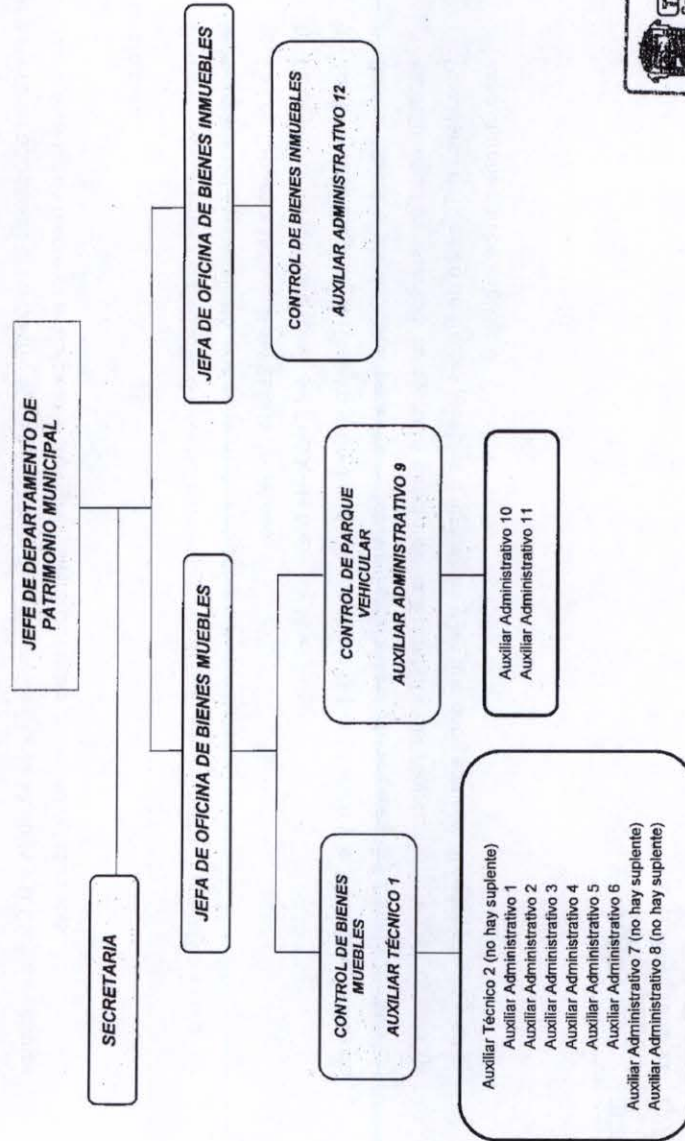 JEFE DE DEPARTAMENTO DE
PATRIMONIO MUNICIPAL
SECRETARIA
JEFA DE OFICINA DE BIENES MUEBLES
JEFA DE OFICINA DE BIENES INMUEBLES
CONTROL DE BIENES
MUEBLES
AUXILIAR TÉCNICO 1
CONTROL DE PARQUE
VEHICULAR
AUXILIAR ADMINISTRATIVO 9
CONTROL DE BIENES INMUEBLES
AUXILIAR ADMINISTRATIVO 12
Auxiliar Técnico 2 (no hay suplente)
Auxiliar Administrativo 1
Auxiliar Administrativo 2
Auxiliar Administrativo 3
Auxiliar Administrativo 4
Auxiliar Administrativo 5
Auxiliar Administrativo 6
Auxiliar Administrativo 7 (no hay suplente)
Auxiliar Administrativo 8 (no hay suplente)
Auxiliar Administrativo 10
Auxiliar Administrativo 11